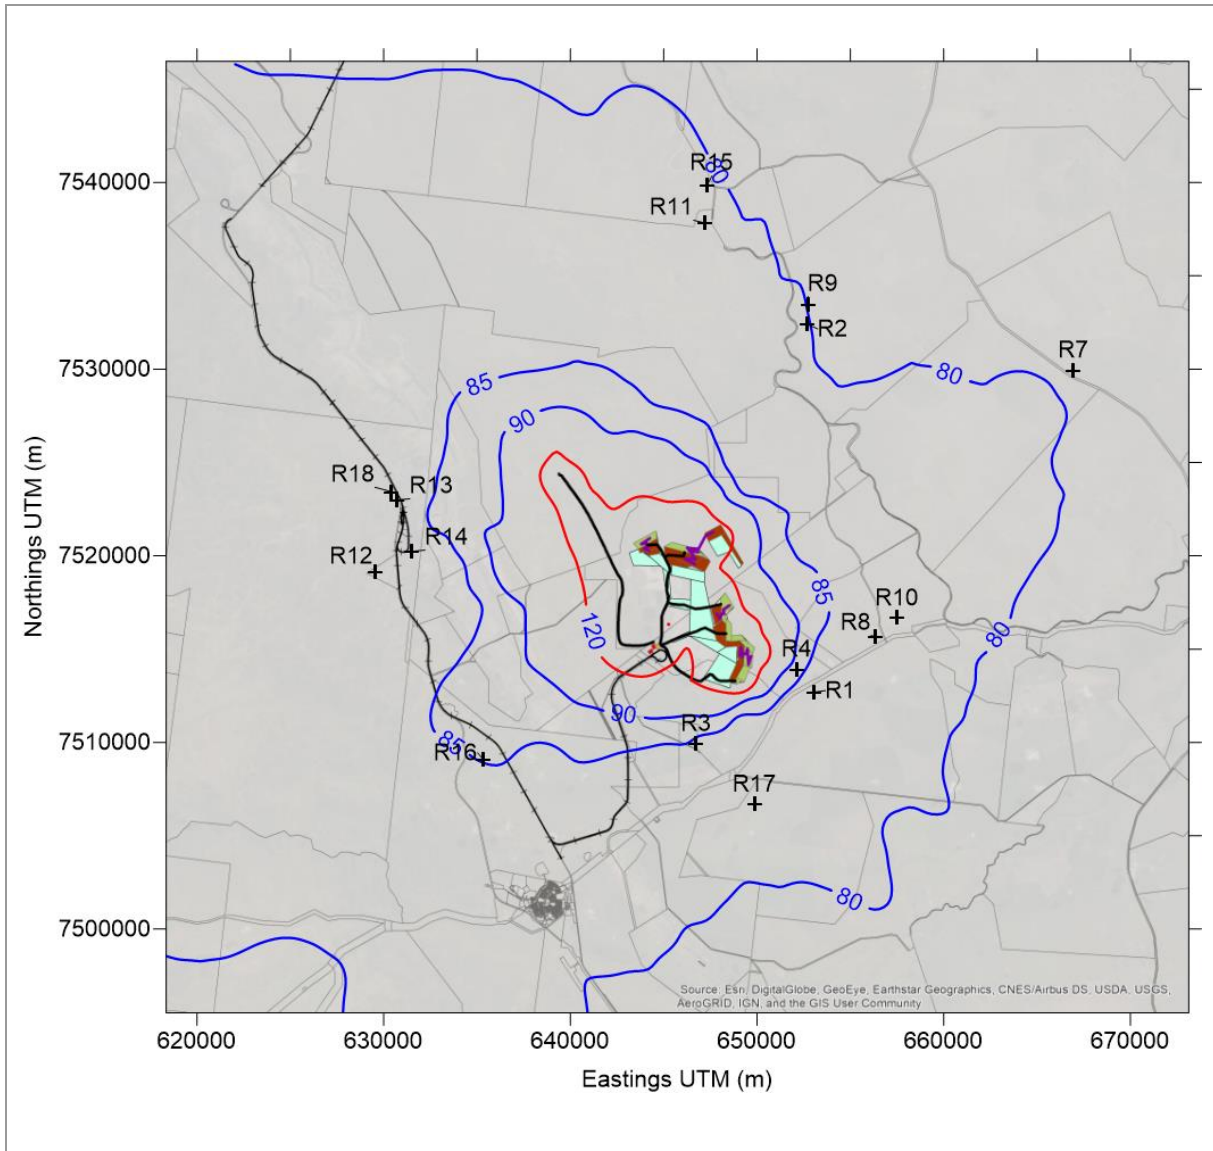 80
R15
7540000
R11
R9
R2
R7
7530000
80
85
90
R18
R13
R14
R12
7520000
85
R10
R8
120
80
R4
R1
90
R3
85
R16
7510000
R17
80
7500000
Source: Esri, DigitalGlobe, GeoEye, Earthstar Geographics, CNES/Airbus DS, USDA, USGS,
AeroGRID, IGN, and the GIS User Community
620000 630000 640000 650000 660000 670000
Eastings UTM (m)
Northings UTM (m)